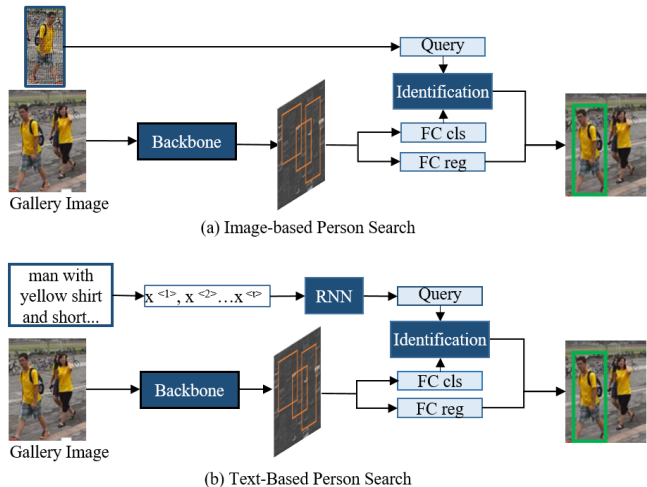 Query
Identification
Backbone
FC cls
FC reg
Gallery Image
(a) Image-based Person Search
man with
yellow shirt
and short...
x <1>, x <2>...x <τ>
RNN
Query
Identification
Backbone
FC cls
FC reg
Gallery Image
(b) Text-Based Person Search